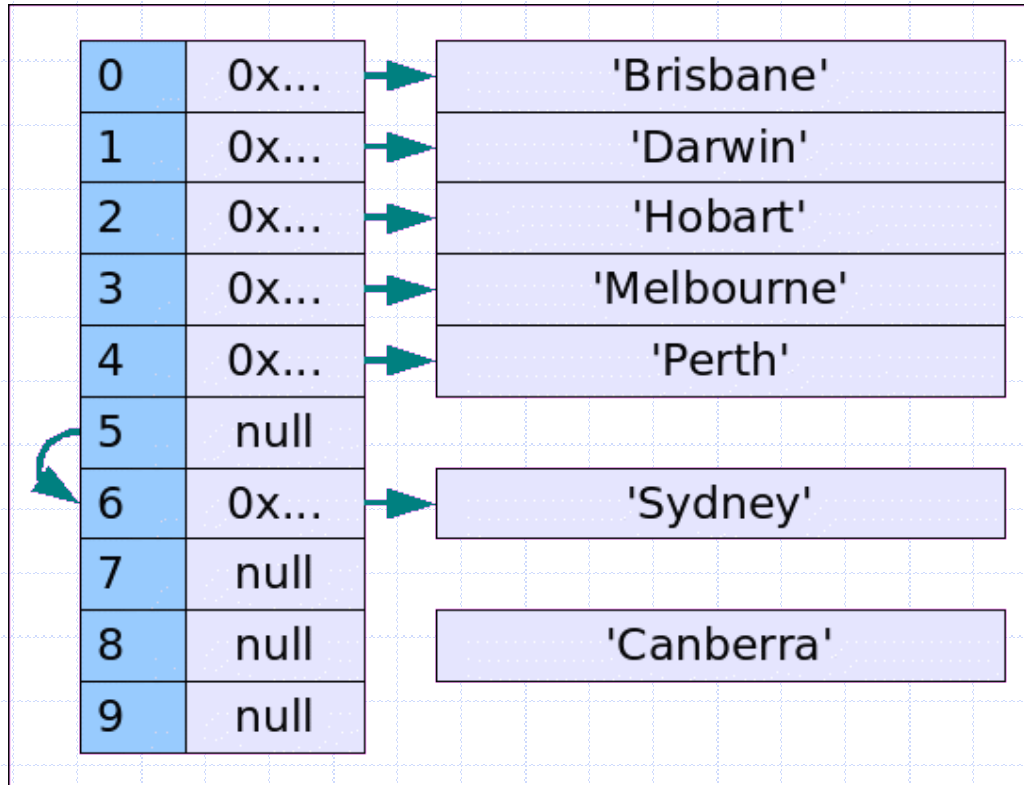 0 0x... 'Brisbane'
1 0x... 'Darwin'
2 0x... 'Hobart'
3 0x... 'Melbourne'
4 0x... 'Perth'
5 null
6 0x... 'Sydney'
7 null
8 null 'Canberra'
9 null